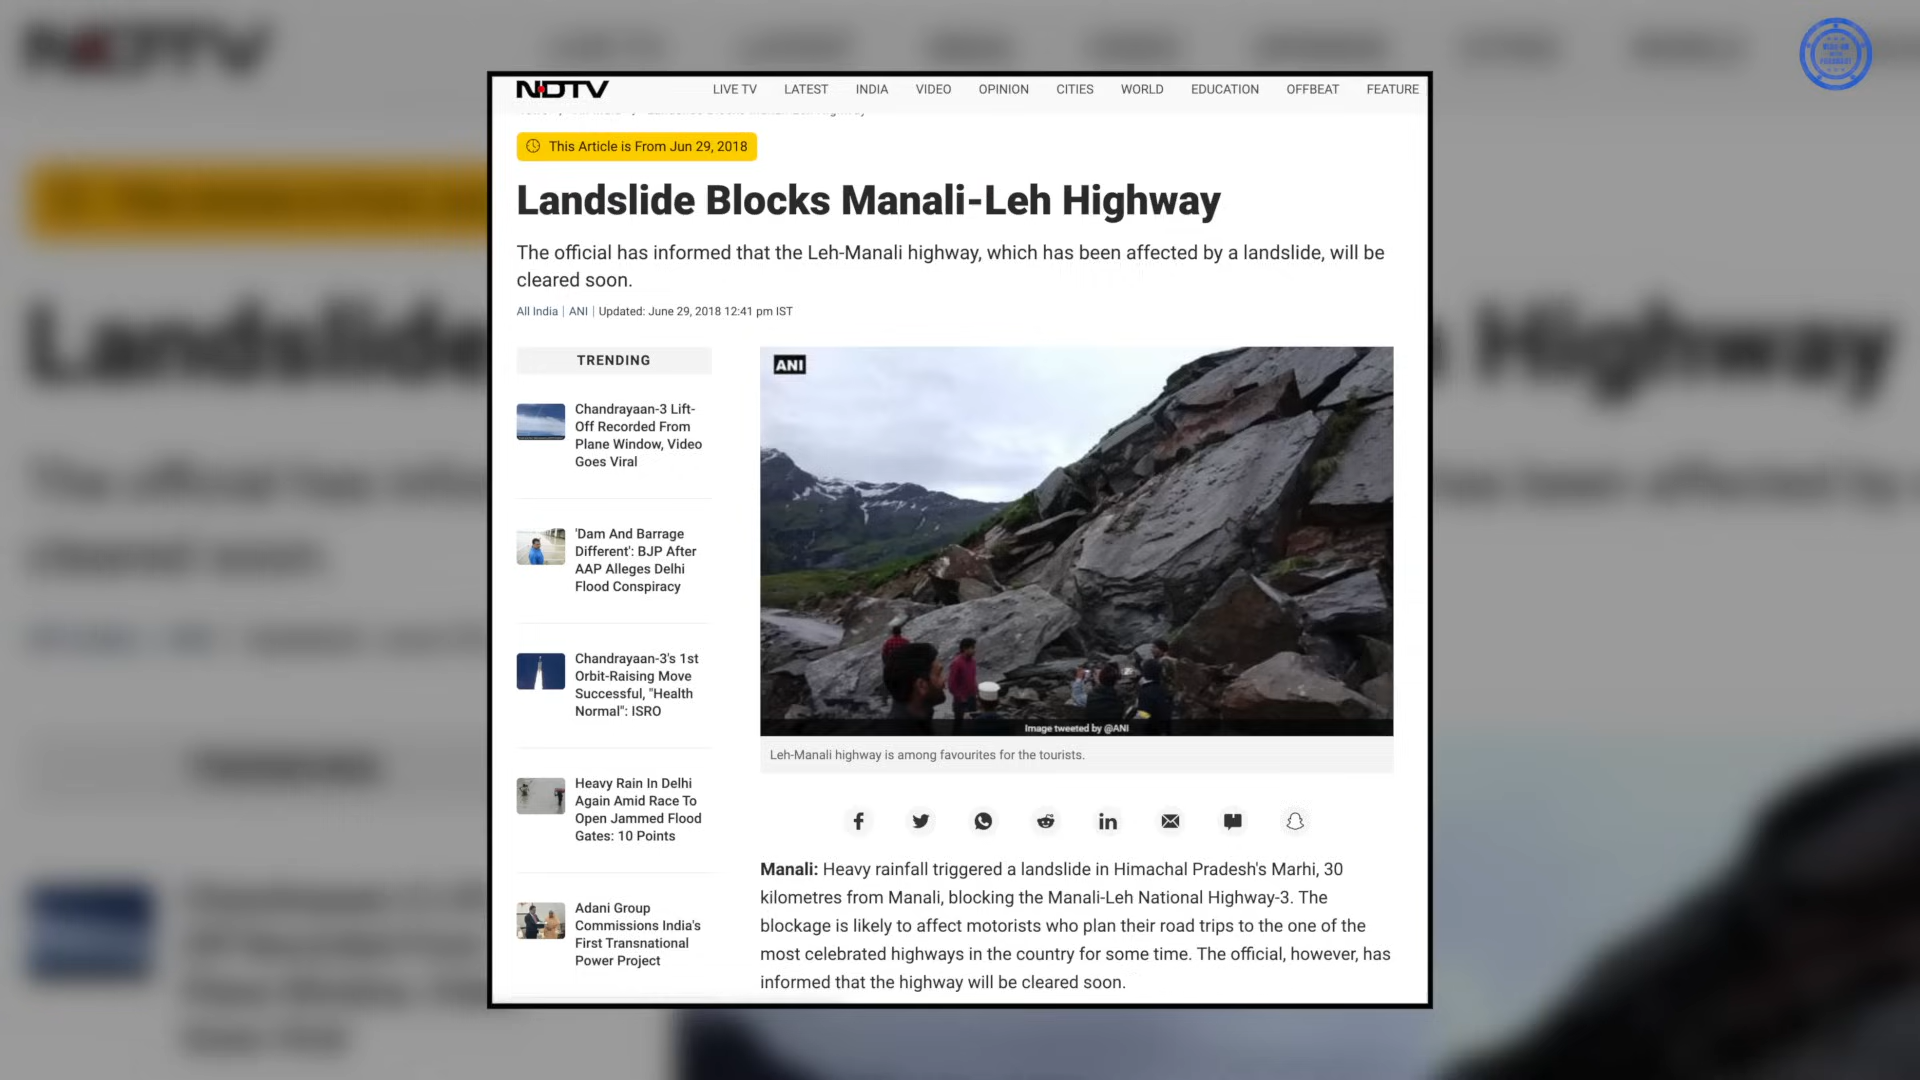 NDTV
LIVE TV LATEST INDIA VIDEO OPINION CITIES WORLD EDUCATION OFFBEAT FEATURE
This Article is From Jun 29, 2018
Landslide Blocks Manali-Leh Highway
The official has informed that the Leh-Manali highway, which has been affected by a landslide, will be
cleared soon.
All India | ANI | Updated: June 29, 2018 12:41 pm IST
TRENDING
Chandrayaan-3 Lift-
Off Recorded From
Plane Window, Video
Goes Viral
'Dam And Barrage
Different': BJP After
AAP Alleges Delhi
Flood Conspiracy
Chandrayaan-3's 1st
Orbit-Raising Move
Successful, "Health
Normal": ISRO
Heavy Rain In Delhi
Again Amid Race To
Open Jammed Flood
Gates: 10 Points
Adani Group
Commissions India's
First Transnational
Power Project
ANI
Image tweeted by @ANI
Leh-Manali highway is among favourites for the tourists.
Manali: Heavy rainfall triggered a landslide in Himachal Pradesh's Marhi, 30
kilometres from Manali, blocking the Manali-Leh National Highway-3. The
blockage is likely to affect motorists who plan their road trips to the one of the
most celebrated highways in the country for some time. The official, however, has
informed that the highway will be cleared soon.